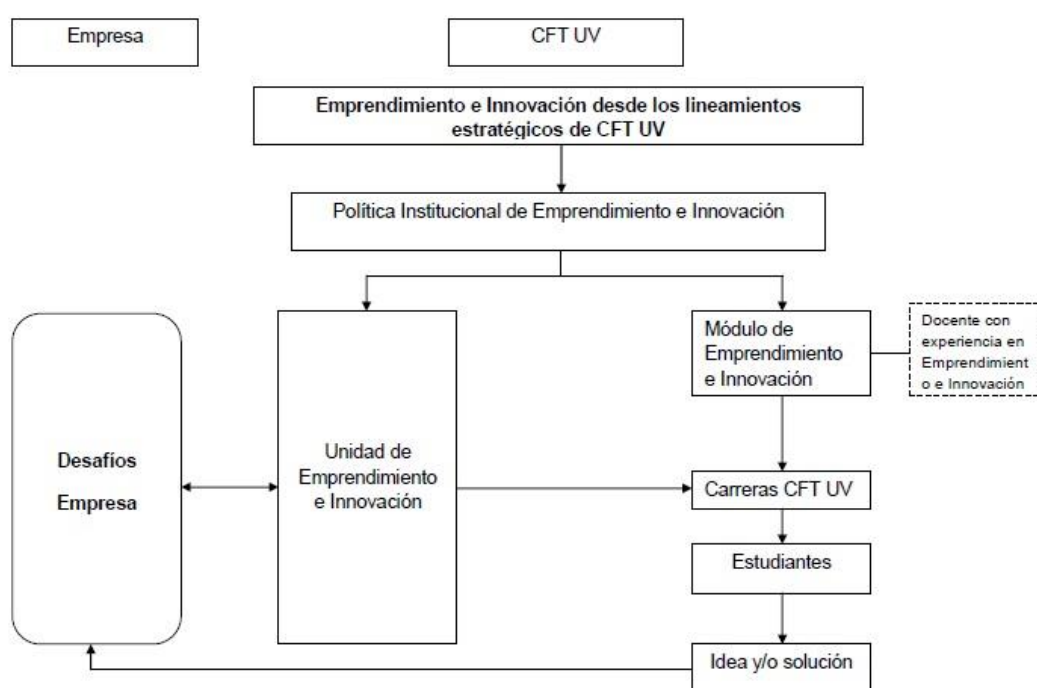 Empresa
CFT UV
Emprendimiento e Innovación desde los lineamientos
estratégicos de CFT UV
Política Institucional de Emprendimiento e Innovación
Desafíos
Empresa
Unidad de
Emprendimiento
e Innovación
Módulo de
Emprendimiento
e Innovación
Docente con
experiencia en
Emprendimient
o e Innovación
Carreras CFT UV
Estudiantes
Idea y/o solución